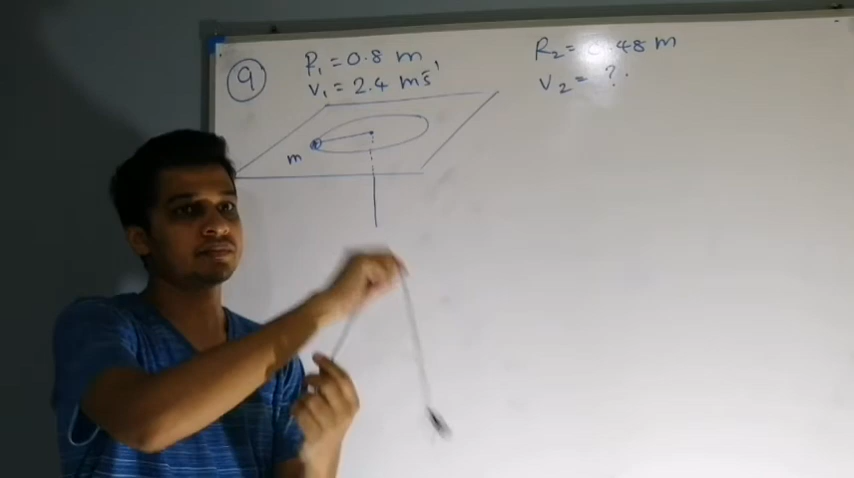 9
R₁ = 0.8 m,
V₁ = 2.4 ms⁻¹
R₂ = 0.48 m
V₂ = ?.
m